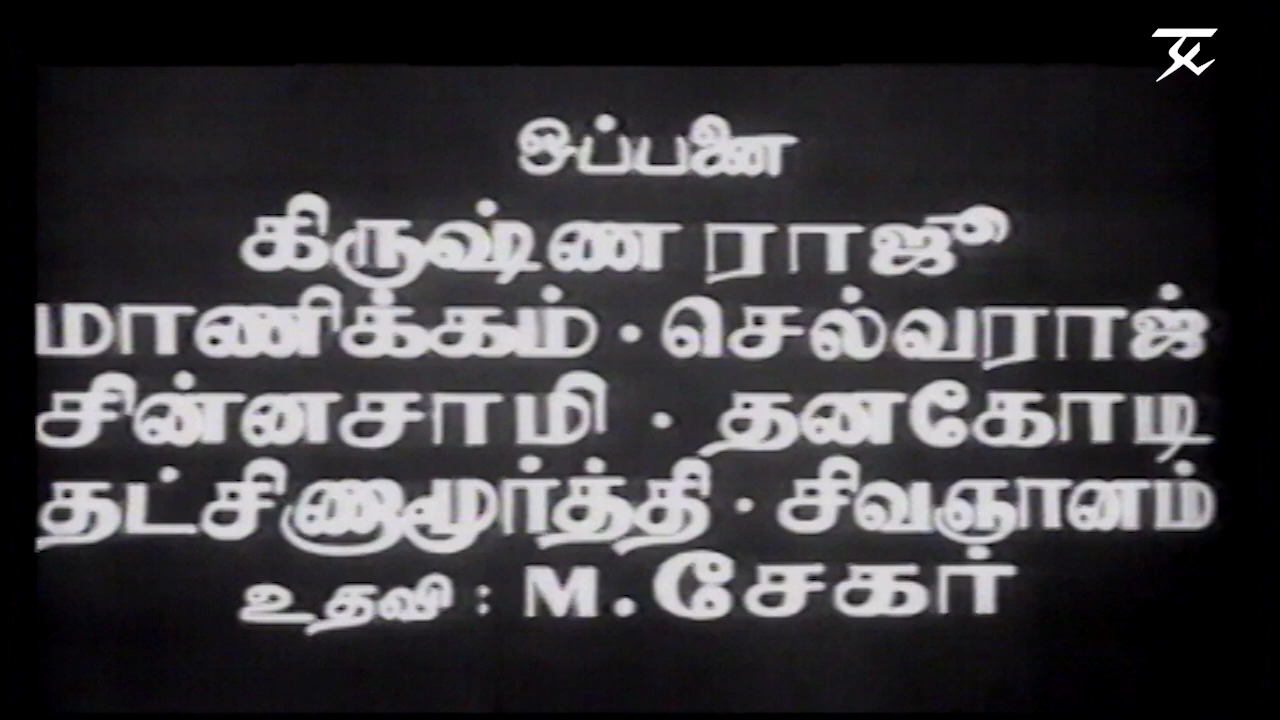 ஒப்பனை
கிருஷ்ண ராஜூ
மாணிக்கம் · செல்வராஜ்
சின்னசாமி · தனகோடி
தட்சிணாமூர்த்தி · சிவஞானம்
உதவி : M. சேகர்